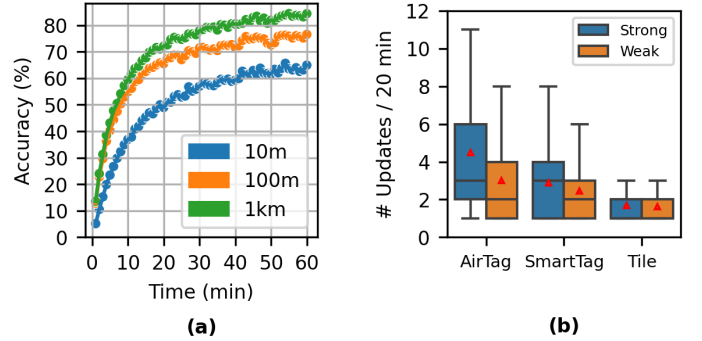 Accuracy (%)
80
70
60
50
40
30
20
10
0
10m
100m
1km
0 10 20 30 40 50 60
Time (min)
(a)
# Updates / 20 min
12
10
8
6
4
2
0
Strong
Weak
AirTag SmartTag Tile
(b)